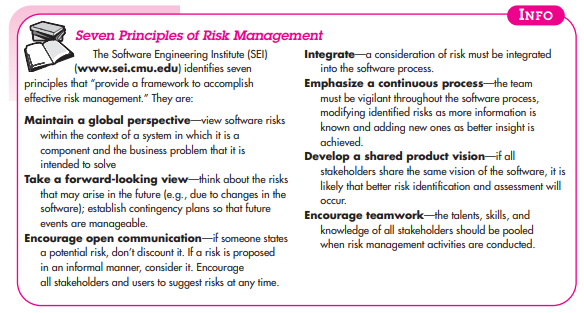 INFO
Seven Principles of Risk Management
The Software Engineering Institute (SEI)
(www.sei.cmu.edu) identifies seven
principles that “provide a framework to accomplish
effective risk management.” They are:
Maintain a global perspective—view software risks
within the context of a system in which it is a
component and the business problem that it is
intended to solve
Take a forward-looking view—think about the risks
that may arise in the future (e.g., due to changes in the
software); establish contingency plans so that future
events are manageable.
Encourage open communication—if someone states
a potential risk, don’t discount it. If a risk is proposed
in an informal manner, consider it. Encourage
all stakeholders and users to suggest risks at any time.
Integrate—a consideration of risk must be integrated
into the software process.
Emphasize a continuous process—the team
must be vigilant throughout the software process,
modifying identified risks as more information is
known and adding new ones as better insight is
achieved.
Develop a shared product vision—if all
stakeholders share the same vision of the software, it is
likely that better risk identification and assessment will
occur.
Encourage teamwork—the talents, skills, and
knowledge of all stakeholders should be pooled
when risk management activities are conducted.